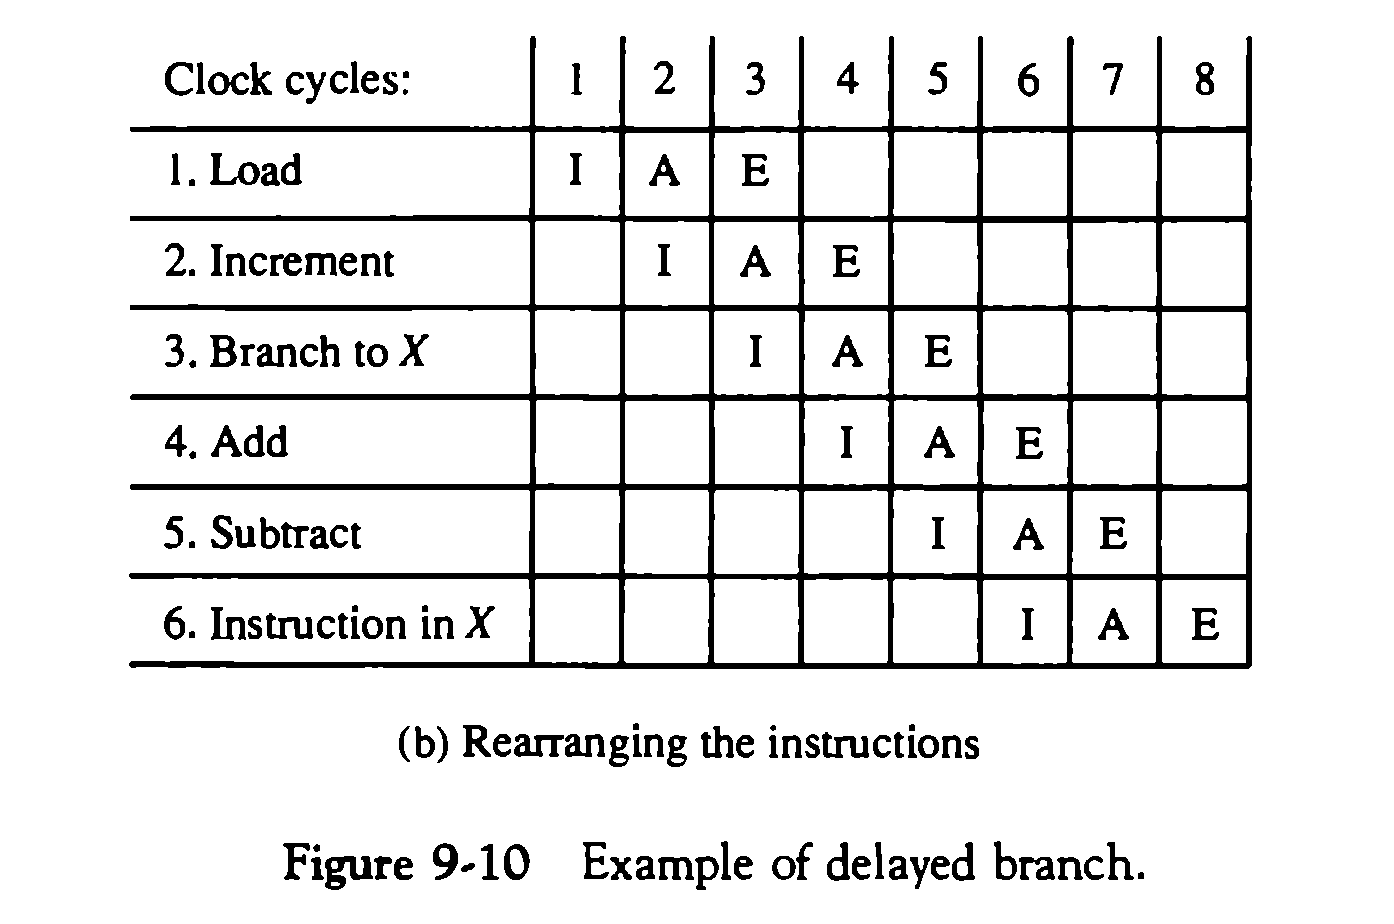 Clock cycles: 1 2 3 4 5 6 7 8
1. Load I A E
2. Increment I A E
3. Branch to X I A E
4. Add I A E
5. Subtract I A E
6. Instruction in X I A E
(b) Rearranging the instructions
Figure 9-10 Example of delayed branch.